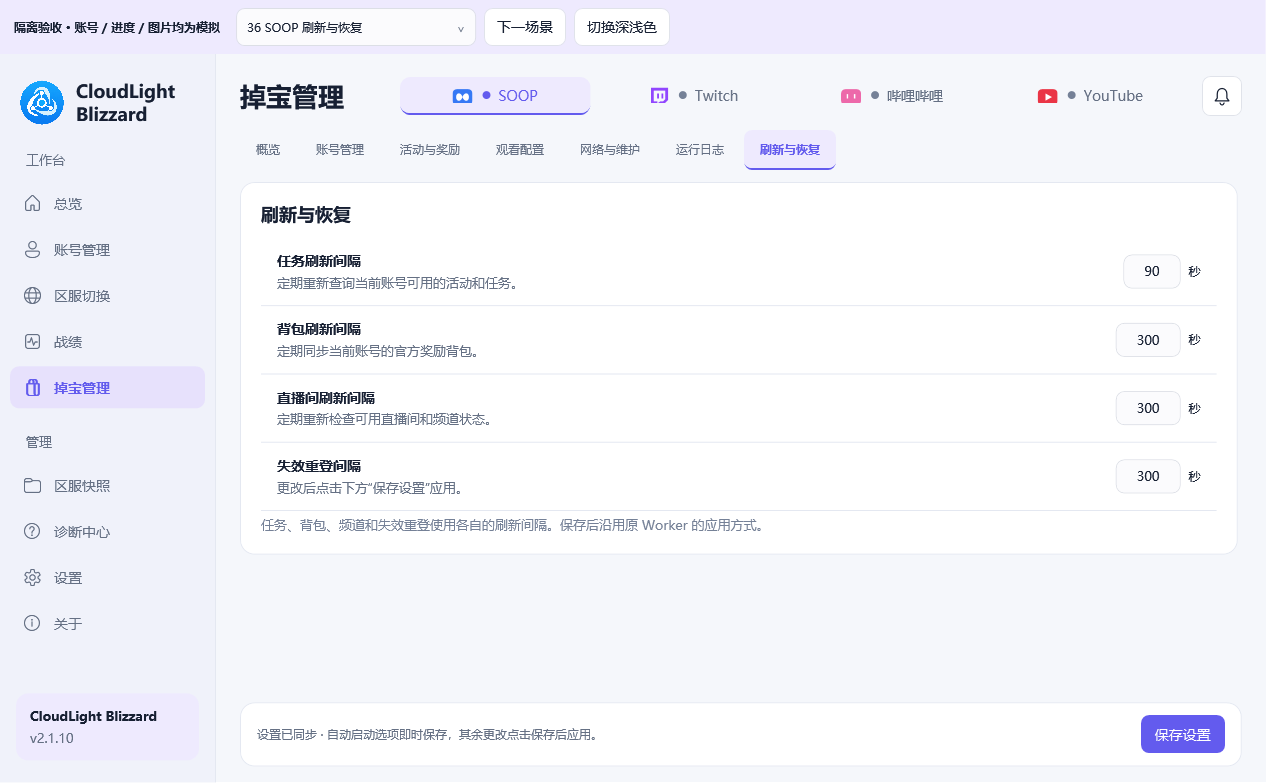 隔离验收 • 账号 / 进度 / 图片均为模拟
36 SOOP 刷新与恢复
下一场景
切换深浅色
CloudLight
Blizzard
工作台
总览
账号管理
区服切换
战绩
掉宝管理
管理
区服快照
诊断中心
设置
关于
CloudLight Blizzard
v2.1.10
掉宝管理
SOOP
Twitch
哔哩哔哩
YouTube
概览
账号管理
活动与奖励
观看配置
网络与维护
运行日志
刷新与恢复
刷新与恢复
任务刷新间隔
定期重新查询当前账号可用的活动和任务。
90 秒
背包刷新间隔
定期同步当前账号的官方奖励背包。
300 秒
直播间刷新间隔
定期重新检查可用直播间和频道状态。
300 秒
失效重登间隔
更改后点击下方“保存设置”应用。
300 秒
任务、背包、频道和失效重登使用各自的刷新间隔。保存后沿用原 Worker 的应用方式。
设置已同步 · 自动启动选项即时保存，其余更改点击保存后应用。
保存设置